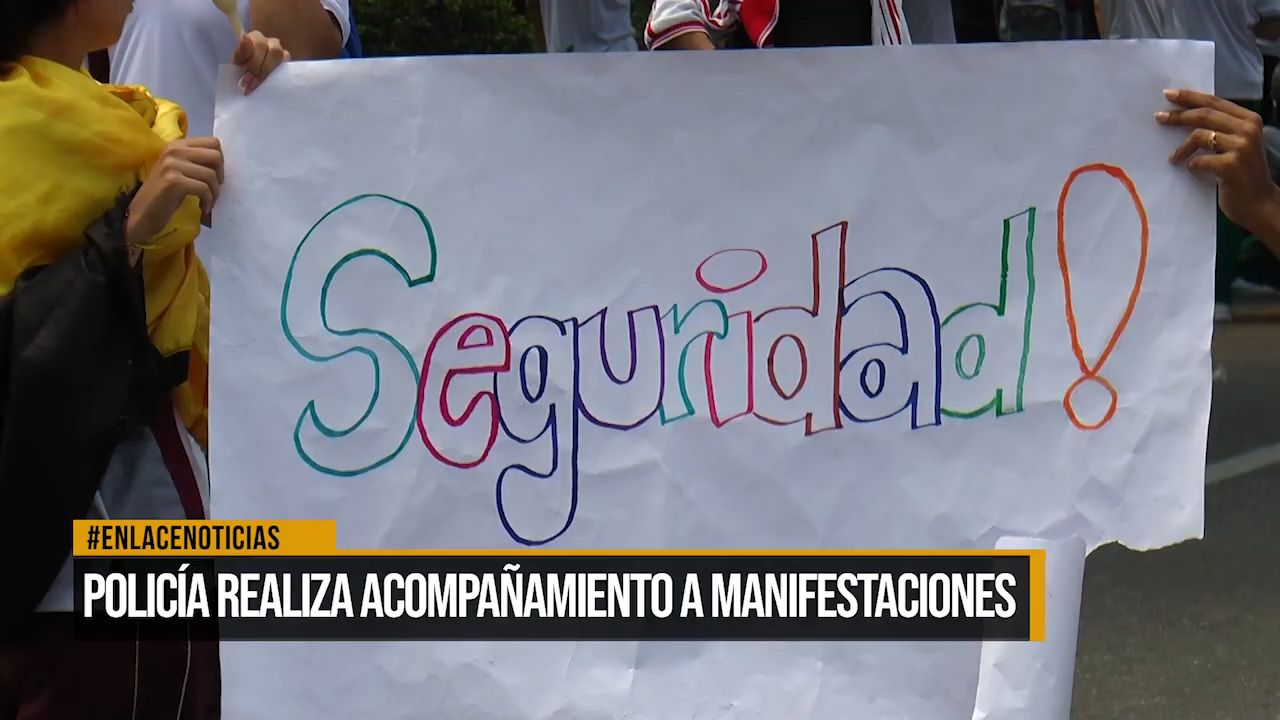 Seguridad!
#ENLACENOTICIAS
POLICÍA REALIZA ACOMPAÑAMIENTO A MANIFESTACIONES